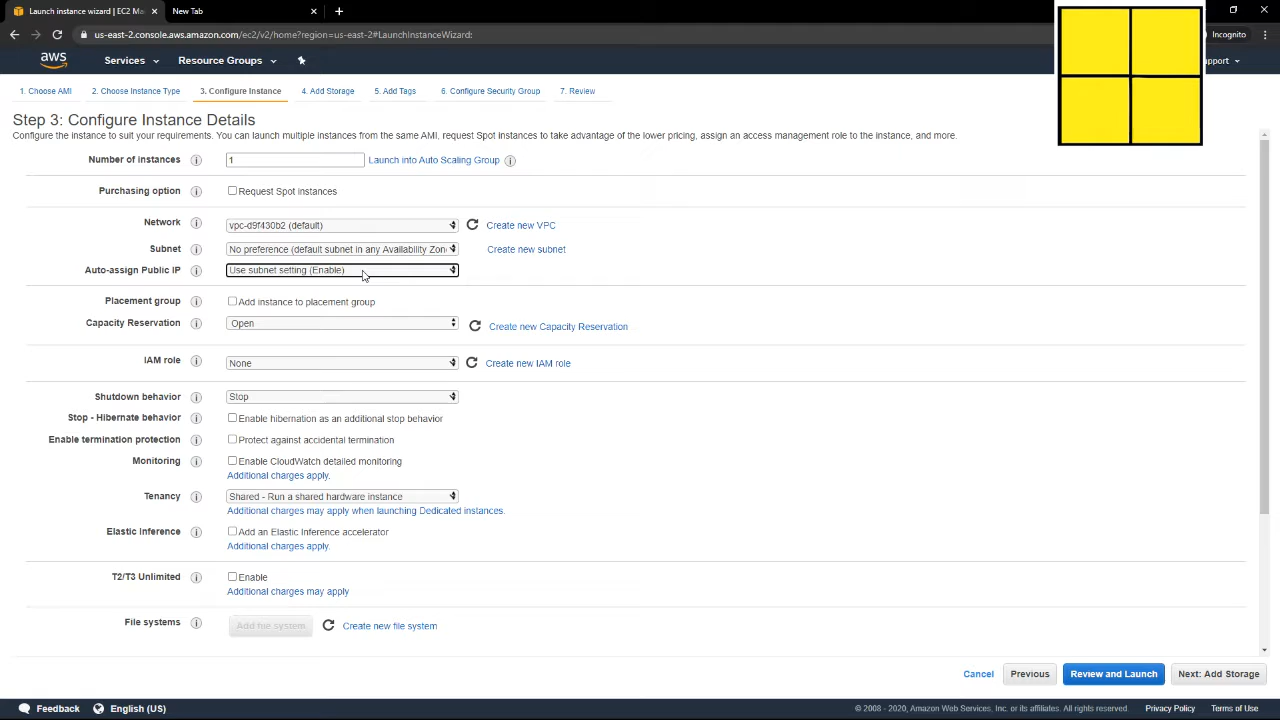 Launch instance wizard | EC2 Ma
New Tab
us-east-2.console.aws.amazon.com/ec2/v2/home?region=us-east-2#LaunchInstanceWizard:
Incognito
aws
Services
Resource Groups
pport
1. Choose AMI
2. Choose Instance Type
3. Configure Instance
4. Add Storage
5. Add Tags
6. Configure Security Group
7. Review
Step 3: Configure Instance Details
Configure the instance to suit your requirements. You can launch multiple instances from the same AMI, request Spot instances to take advantage of the lower pricing, assign an access management role to the instance, and more.
Number of instances
1
Launch into Auto Scaling Group
Purchasing option
Request Spot instances
Network
vpc-d9f430b2 (default)
Create new VPC
Subnet
No preference (default subnet in any Availability Zon
Create new subnet
Auto-assign Public IP
Use subnet setting (Enable)
Placement group
Add instance to placement group
Capacity Reservation
Open
Create new Capacity Reservation
IAM role
None
Create new IAM role
Shutdown behavior
Stop
Stop - Hibernate behavior
Enable hibernation as an additional stop behavior
Enable termination protection
Protect against accidental termination
Monitoring
Enable CloudWatch detailed monitoring
Additional charges apply.
Tenancy
Shared - Run a shared hardware instance
Additional charges may apply when launching Dedicated instances.
Elastic Inference
Add an Elastic Inference accelerator
Additional charges apply.
T2/T3 Unlimited
Enable
Additional charges may apply
File systems
Add file system
Create new file system
Cancel
Previous
Review and Launch
Next: Add Storage
Feedback
English (US)
© 2008 - 2020, Amazon Web Services, Inc. or its affiliates. All rights reserved.
Privacy Policy
Terms of Use